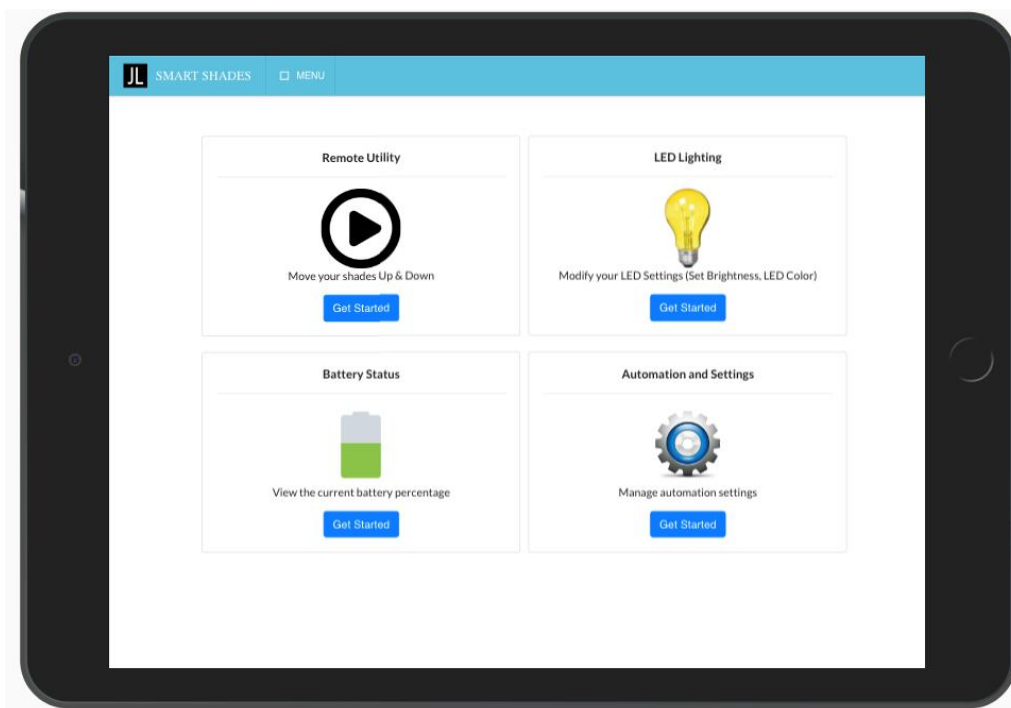 JL SMART SHADES MENU
Remote Utility
Move your shades Up & Down
Get Started
LED Lighting
Modify your LED Settings (Set Brightness, LED Color)
Get Started
Battery Status
View the current battery percentage
Get Started
Automation and Settings
Manage automation settings
Get Started